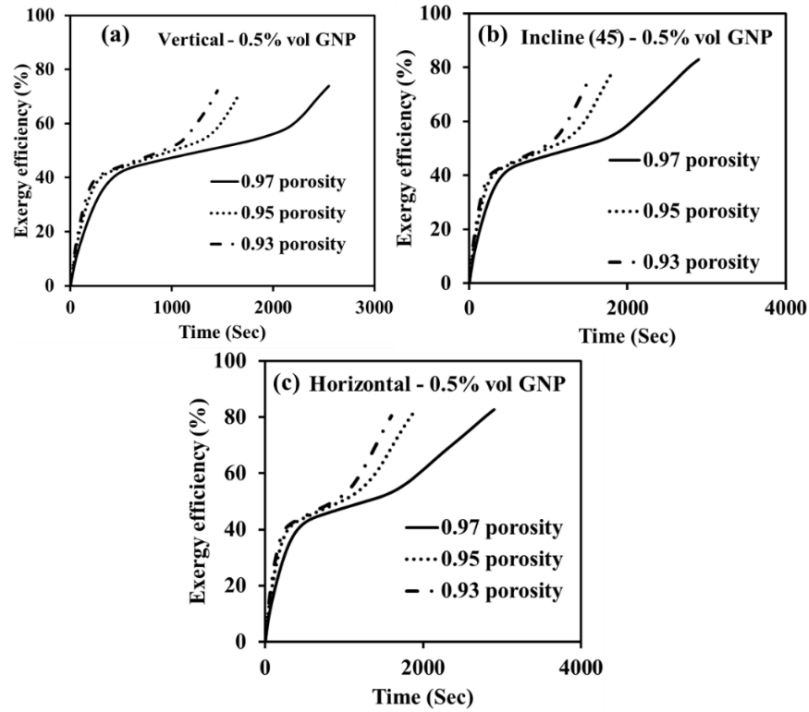 (a) Vertical - 0.5% vol GNP
Exergy efficiency (%)
100
80
60
40
20
0
0.97 porosity
0.95 porosity
0.93 porosity
0 1000 2000 3000
Time (Sec)
(b) Incline (45) - 0.5% vol GNP
Exergy efficiency (%)
100
80
60
40
20
0
0.97 porosity
0.95 porosity
0.93 porosity
0 2000 4000
Time (Sec)
(c) Horizontal - 0.5% vol GNP
Exergy efficiency (%)
100
80
60
40
20
0
0.97 porosity
0.95 porosity
0.93 porosity
0 2000 4000
Time (Sec)